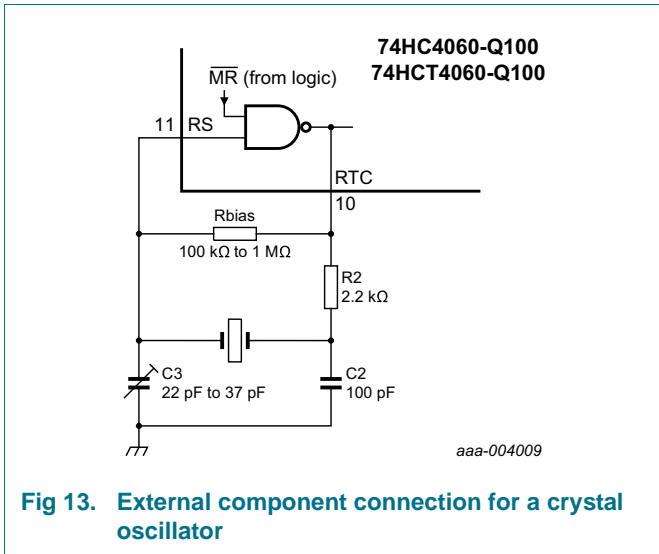 74HC4060-Q100
74HCT4060-Q100
MR (from logic)
11 RS
RTC
10
Rbias
100 kΩ to 1 MΩ
R2
2.2 kΩ
C3
22 pF to 37 pF
C2
100 pF
aaa-004009
Fig 13. External component connection for a crystal
oscillator